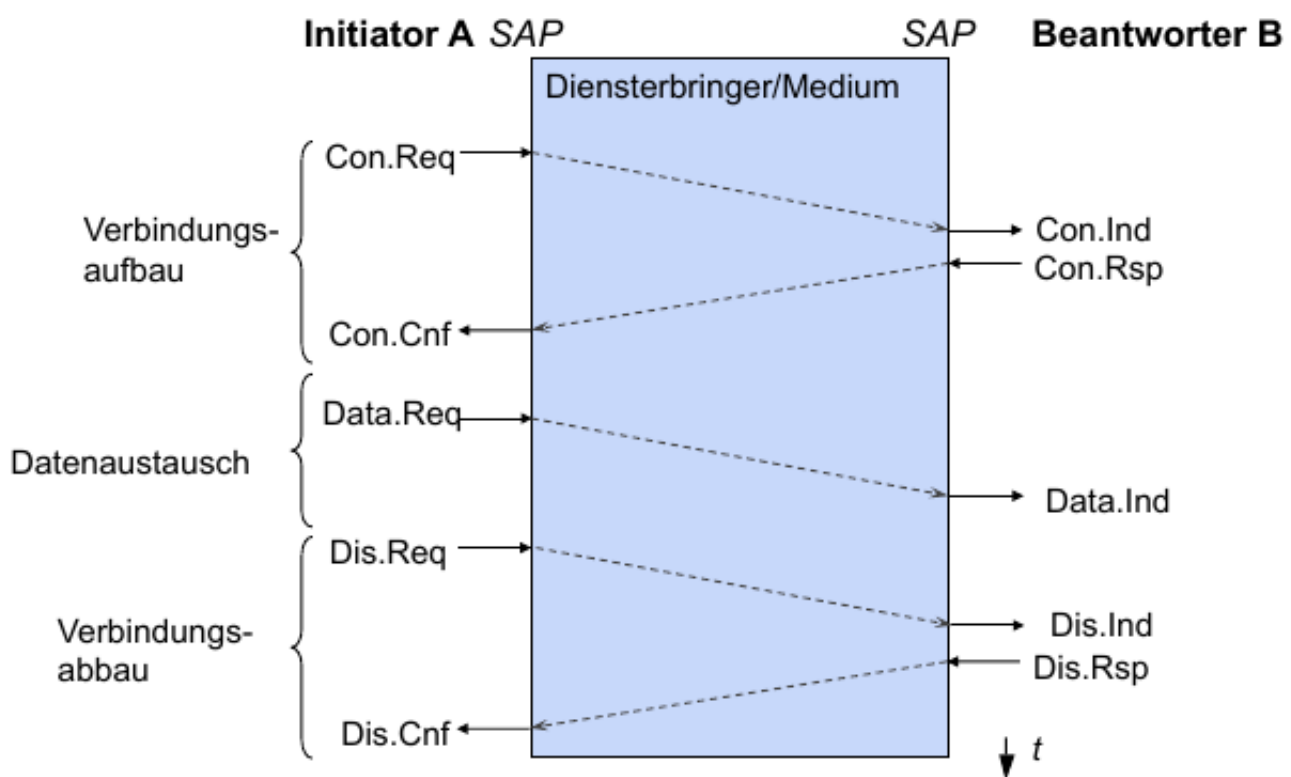 Initiator A SAP SAP Beantworter B
Diensterbringer/Medium
Con.Req
Verbindungs-
aufbau
Con.Ind
Con.Rsp
Con.Cnf
Data.Req
Datenaustausch
Data.Ind
Dis.Req
Verbindungs-
abbau
Dis.Ind
Dis.Rsp
Dis.Cnf
t